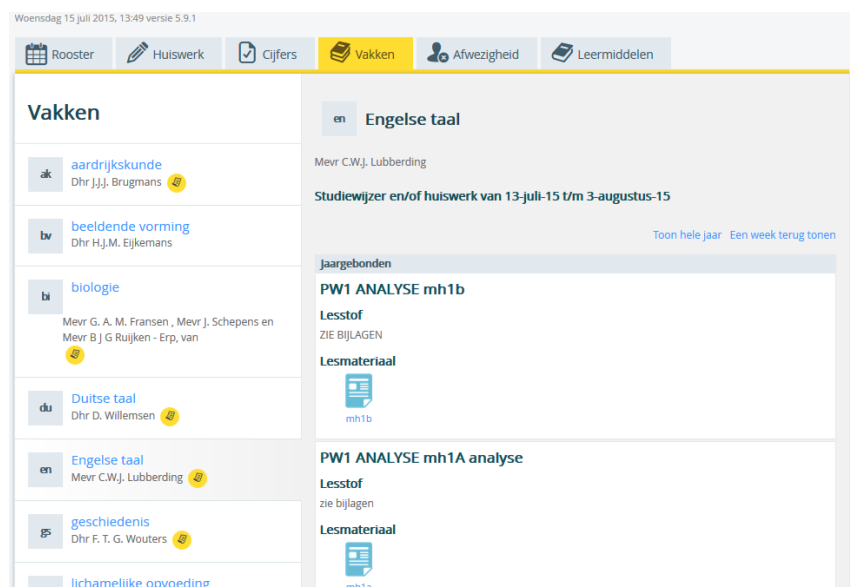 Woensdag 15 juli 2015, 13:49 versie 5.9.1
Rooster
Huiswerk
Cijfers
Vakken
Afwezigheid
Leermiddelen
Vakken
ak
aardrijkskunde
Dhr J.J.J. Brugmans
bv
beeldende vorming
Dhr H.J.M. Eijkemans
bi
biologie
Mevr G. A. M. Fransen , Mevr J. Schepens en
Mevr B J G Ruijken - Erp, van
du
Duitse taal
Dhr D. Willemsen
en
Engelse taal
Mevr C.W.J. Lubberding
gs
geschiedenis
Dhr F. T. G. Wouters
lichamelijke opvoeding
en
Engelse taal
Mevr C.W.J. Lubberding
Studiewijzer en/of huiswerk van 13-juli-15 t/m 3-augustus-15
Toon hele jaar Een week terug tonen
Jaargebonden
PW1 ANALYSE mh1b
Lesstof
ZIE BIJLAGEN
Lesmateriaal
mh1b
PW1 ANALYSE mh1A analyse
Lesstof
zie bijlagen
Lesmateriaal
mh1a